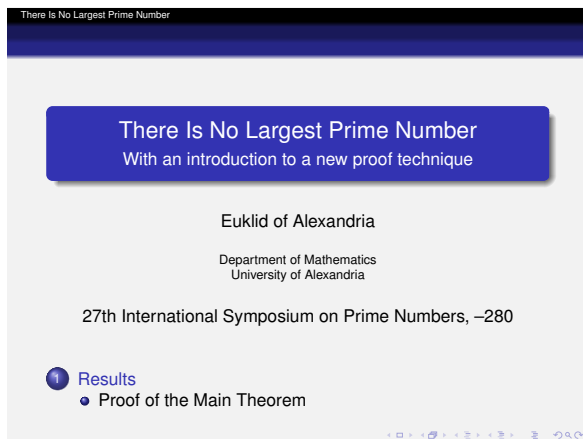 There Is No Largest Prime Number
There Is No Largest Prime Number
With an introduction to a new proof technique
Euklid of Alexandria
Department of Mathematics
University of Alexandria
27th International Symposium on Prime Numbers, –280
1 Results
Proof of the Main Theorem